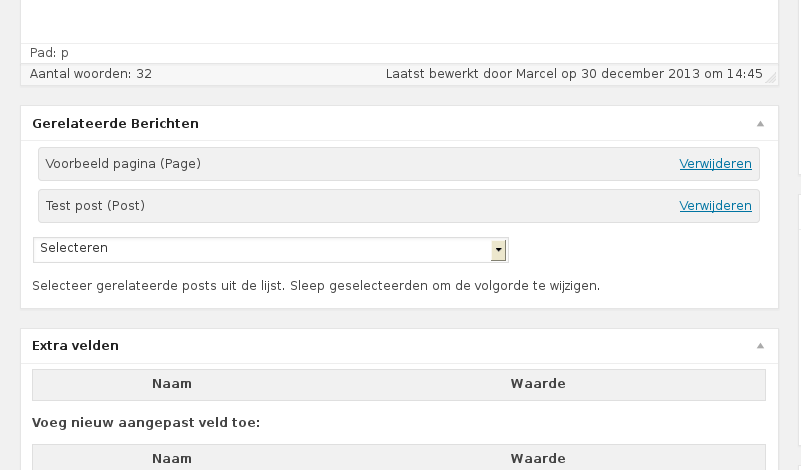 Pad: p
Aantal woorden: 32 Laatst bewerkt door Marcel op 30 december 2013 om 14:45
Gerelateerde Berichten
Voorbeeld pagina (Page) Verwijderen
Test post (Post) Verwijderen
Selecteren
Selecteer gerelateerde posts uit de lijst. Sleep geselecteerden om de volgorde te wijzigen.
Extra velden
Naam Waarde
Voeg nieuw aangepast veld toe:
Naam Waarde